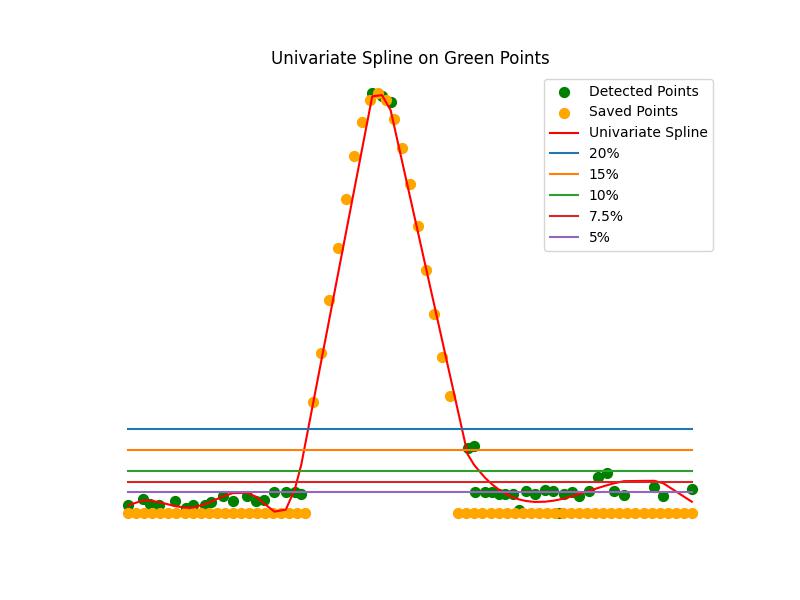 Univariate Spline on Green Points
Detected Points
Saved Points
Univariate Spline
20%
15%
10%
7.5%
5%